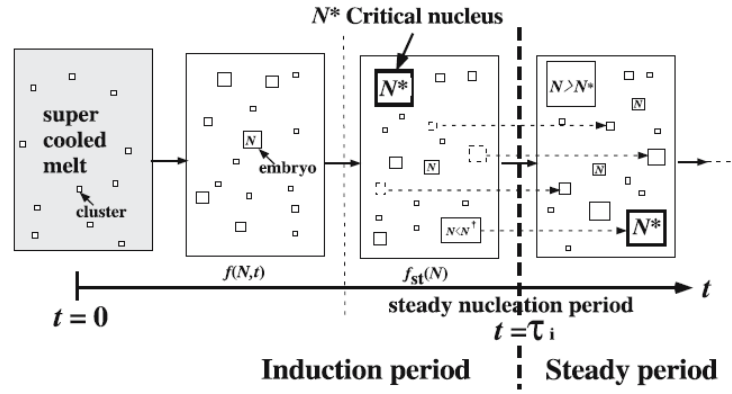 N* Critical nucleus
super
cooled
melt
cluster
N
embryo
N*
N
N<N†
N>N*
N
N
N*
f(N,t)
fst(N)
t
steady nucleation period
t = 0
t = τi
Induction period
Steady period